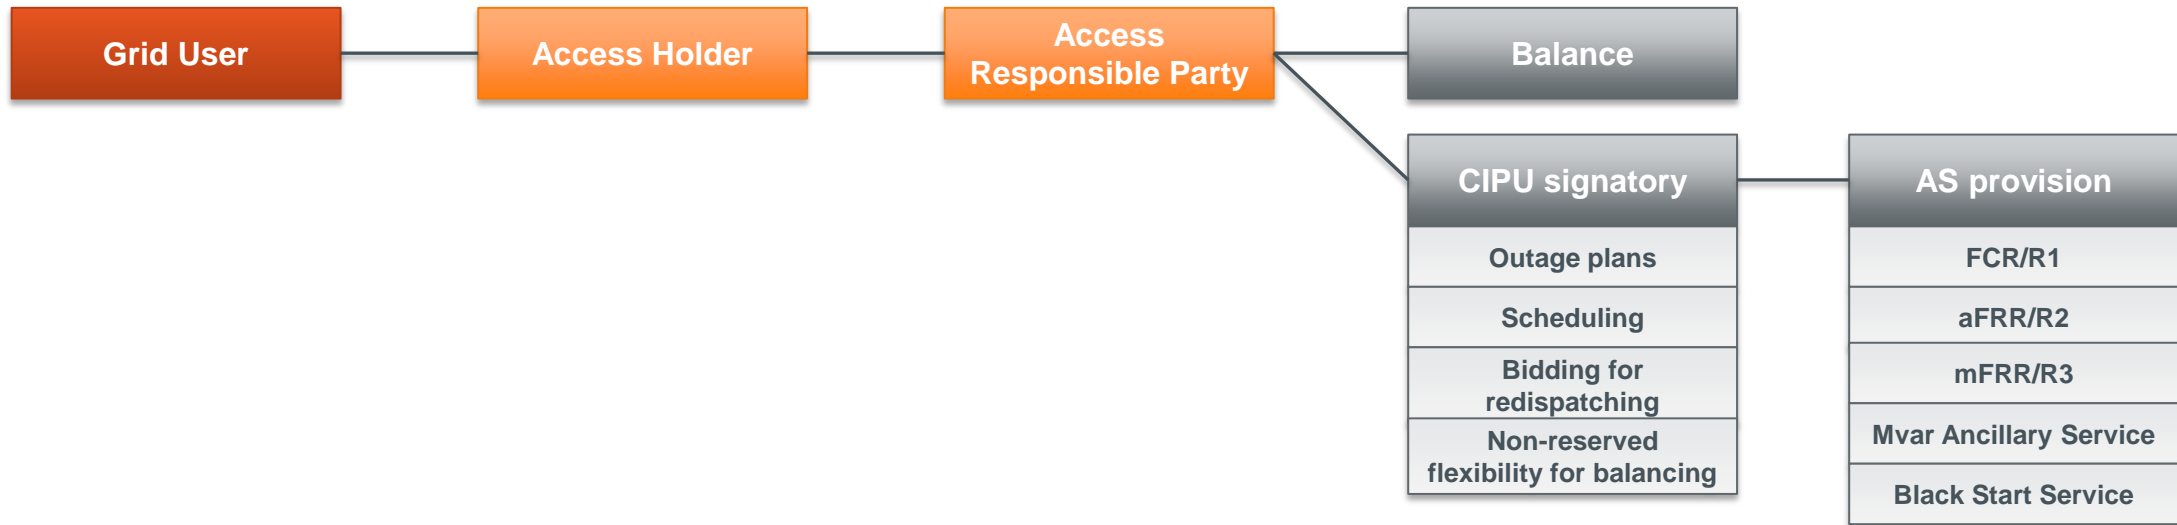 Grid User
Access Holder
Access
Responsible Party
Balance
CIPU signatory
Outage plans
Scheduling
Bidding for
redispatching
Non-reserved
flexibility for balancing
AS provision
FCR/R1
aFRR/R2
mFRR/R3
Mvar Ancillary Service
Black Start Service